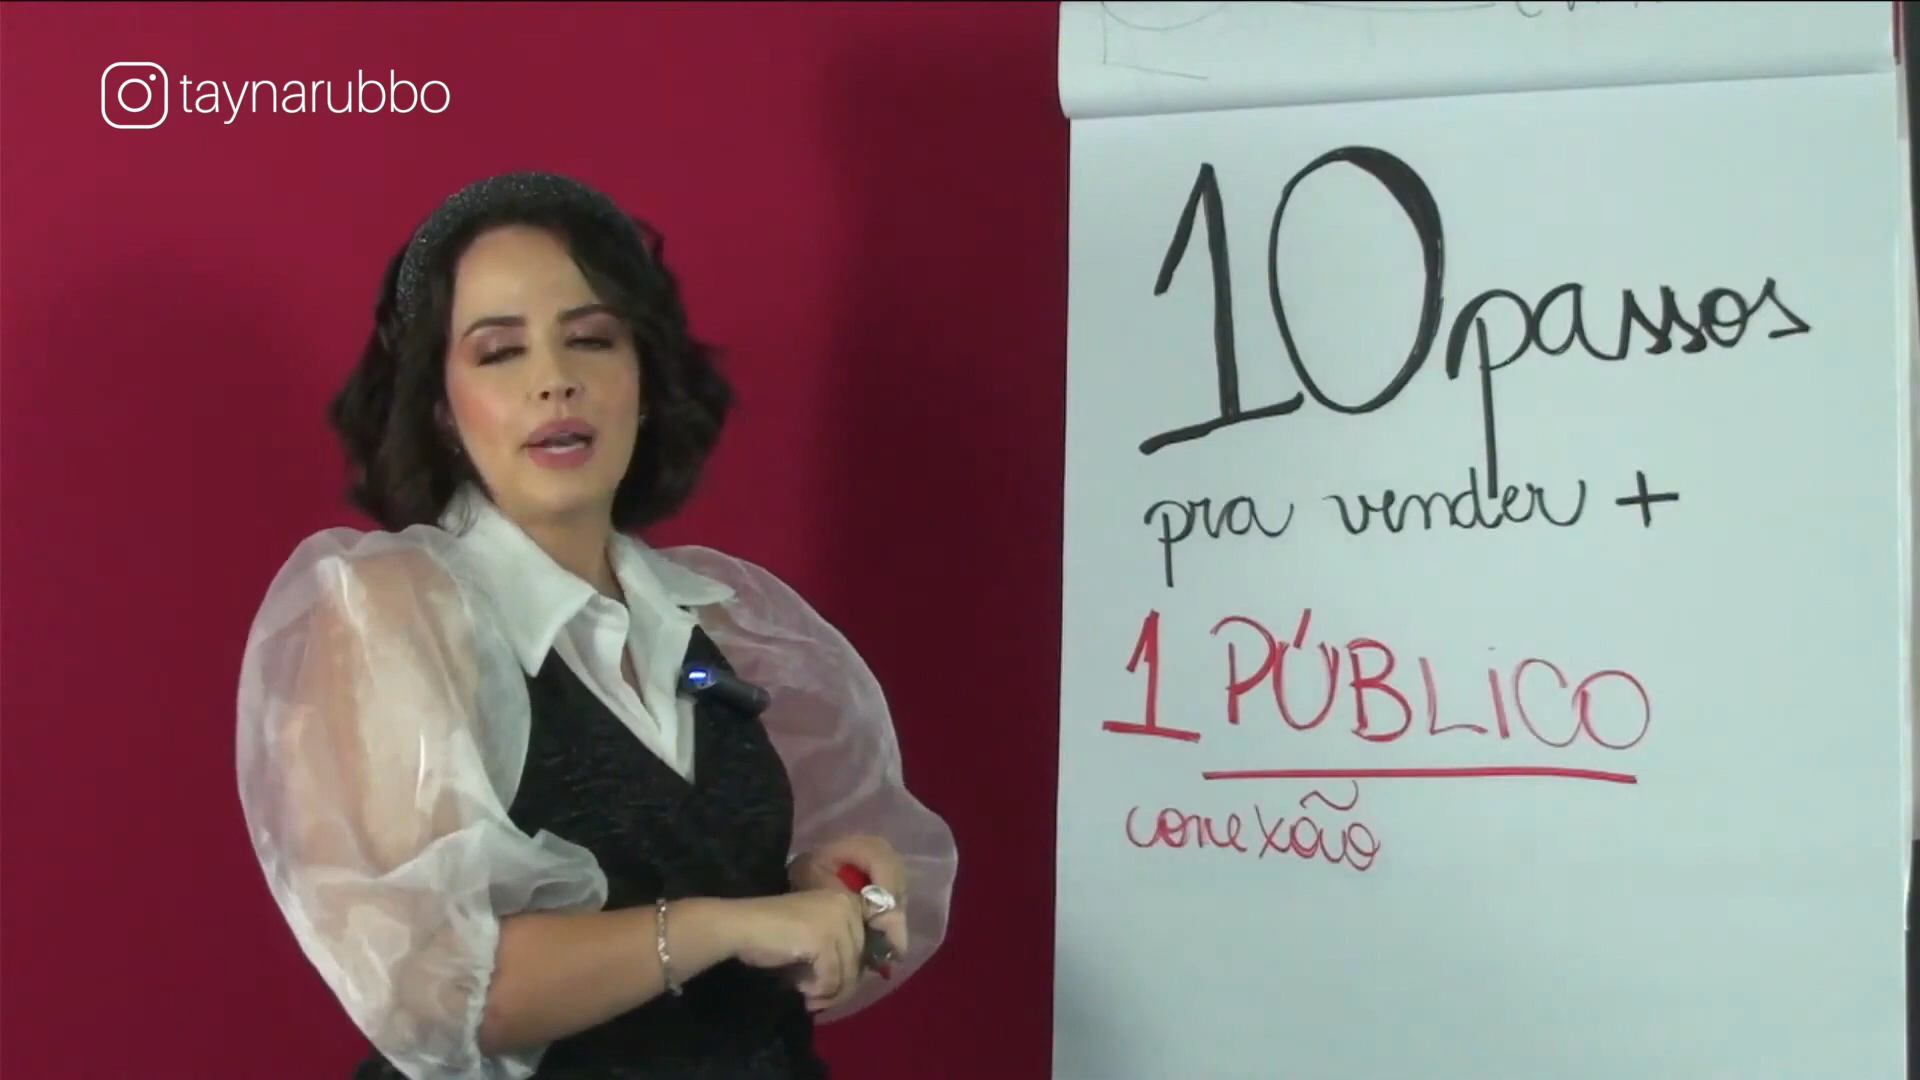 taynarubbo
10 passos
pra vender +
1 PÚBLICO
conexão